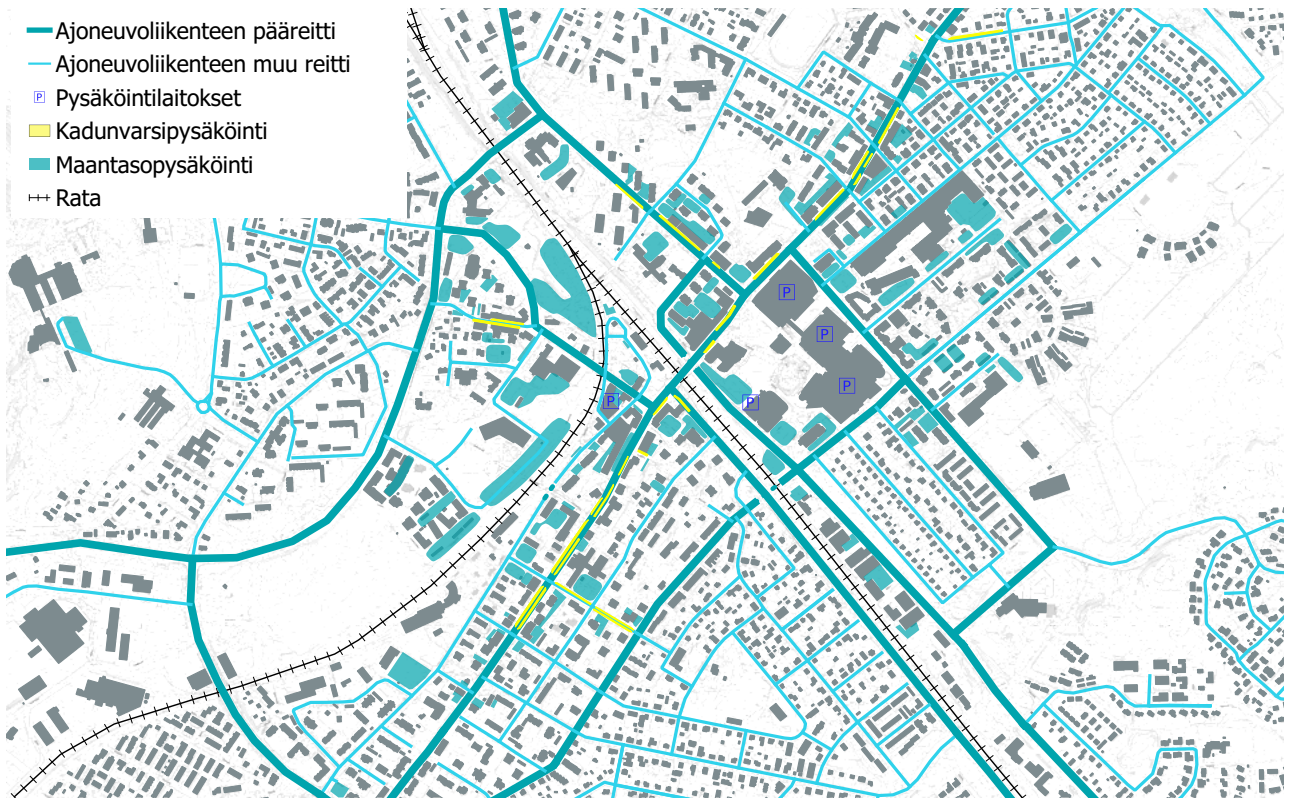 Ajoneuvoliikenteen pääreitti
Ajoneuvoliikenteen muu reitti
P Pysäköintilaitokset
Kadunvarsipysäköinti
Maantasopysäköinti
Rata
P
P
P
P
P